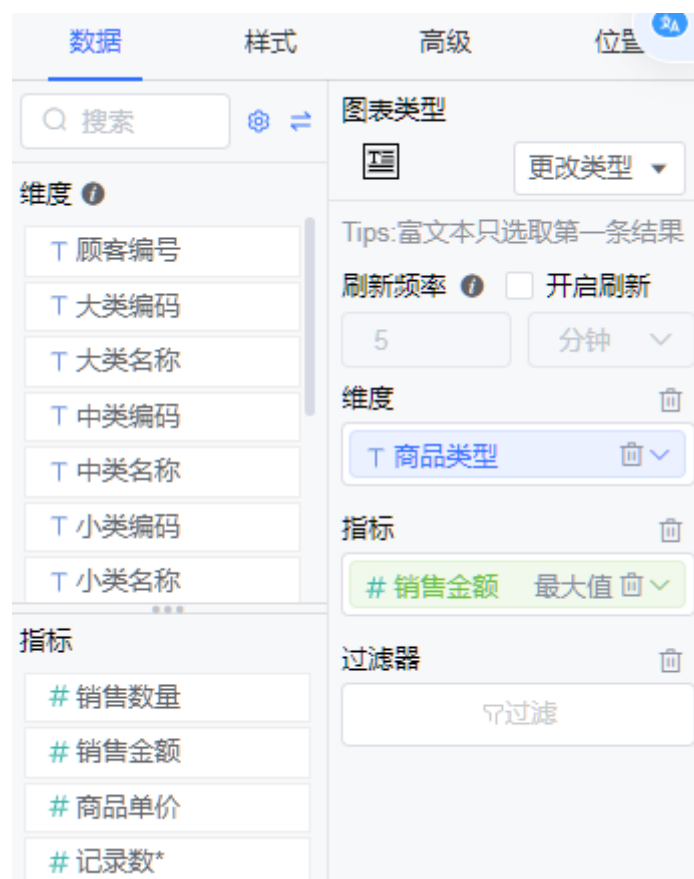 数据 样式 高级 位置
搜索
维度
T 顾客编号
T 大类编码
T 大类名称
T 中类编码
T 中类名称
T 小类编码
T 小类名称
指标
# 销售数量
# 销售金额
# 商品单价
# 记录数*
图表类型
更改类型
Tips:富文本只选取第一条结果
刷新频率 开启刷新
5 分钟
维度
T 商品类型
指标
# 销售金额 最大值
过滤器
过滤